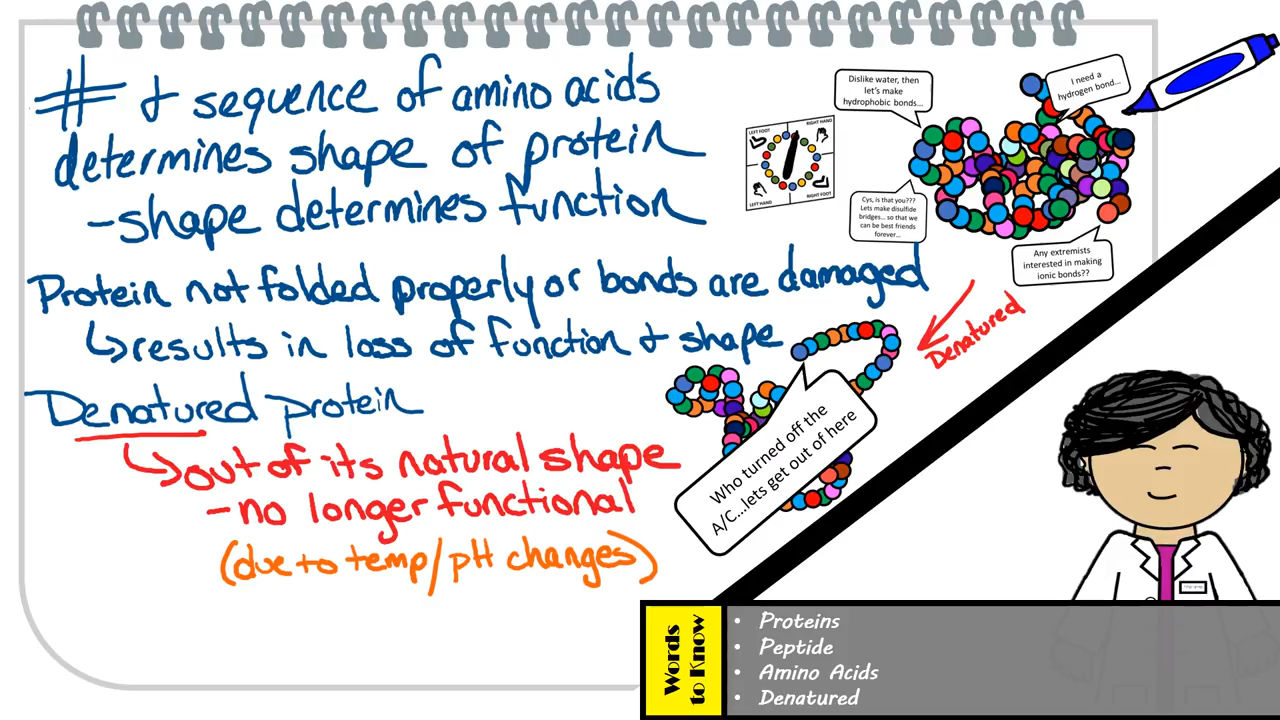 # & sequence of amino acids
determines shape of protein
-shape determines function
Protein not folded properly or bonds are damaged
↳results in loss of function & shape
Denatured protein
↳out of its natural shape
-no longer functional
(due to temp/pH changes)
Dislike water, then
let's make
hydrophobic bonds...
I need a
hydrogen bond...
LEFT FOOT
RIGHT HAND
LEFT HAND
RIGHT FOOT
Cys, is that you???
Lets make disulfide
bridges... so that we
can be best friends
forever...
Any extremists
interested in making
ionic bonds??
Denatured
Who turned off the
A/C...lets get out of here
Words
to Know
• Proteins
• Peptide
• Amino Acids
• Denatured